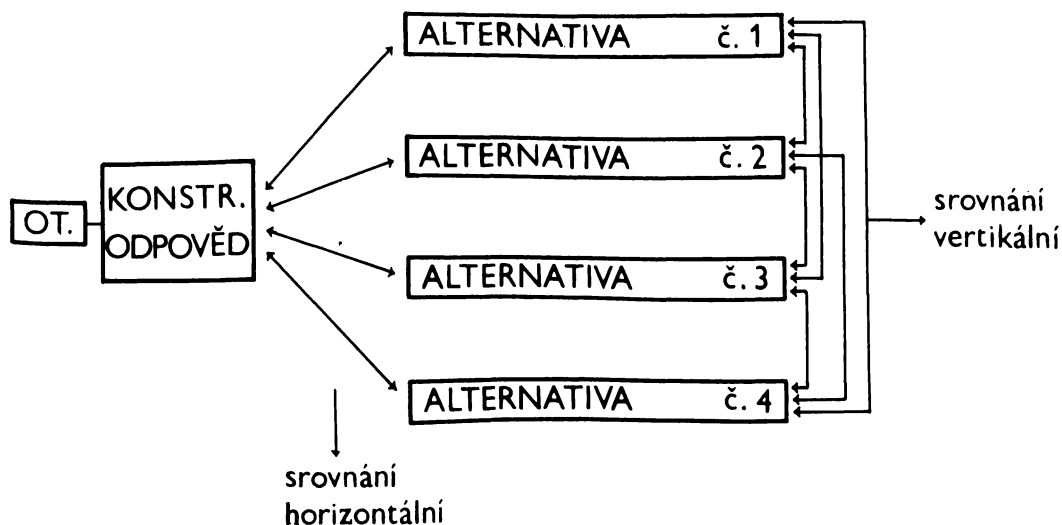 ALTERNATIVA č. 1
ALTERNATIVA č. 2
OT.
KONSTR.
ODPOVĚD
ALTERNATIVA č. 3
ALTERNATIVA č. 4
srovnání
vertikální
srovnání
horizontální